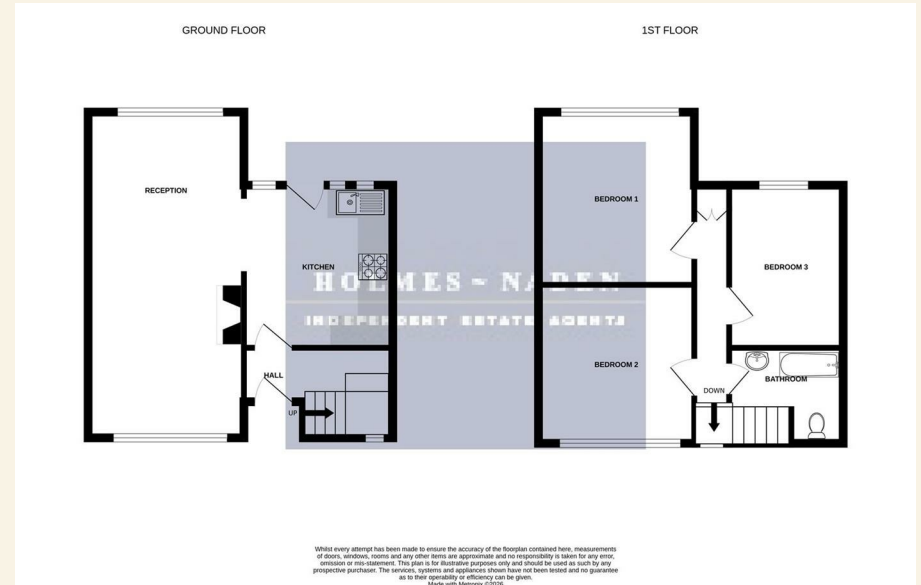 GROUND FLOOR
1ST FLOOR
RECEPTION
KITCHEN
HALL
UP
BEDROOM 1
BEDROOM 2
BEDROOM 3
BATHROOM
DOWN
HOLMES - NADEN
INDEPENDENT ESTATE AGENTS
Whilst every attempt has been made to ensure the accuracy of the floorplan contained here, measurements
of doors, windows, rooms and any other items are approximate and no responsibility is taken for any error,
omission or mis-statement. This plan is for illustrative purposes only and should be used as such by any
prospective purchaser. The services, systems and appliances shown have not been tested and no guarantee
as to their operability or efficiency can be given.
Made with Metropix ©2026